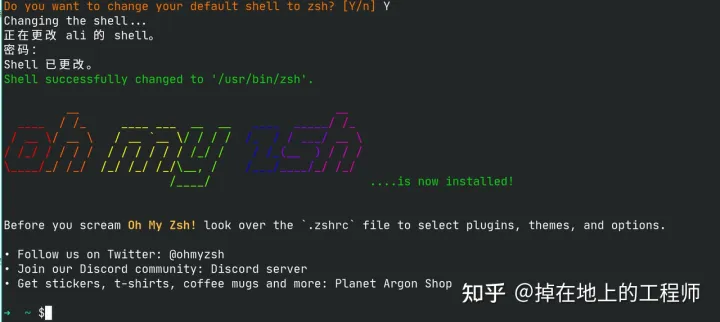 Do you want to change your default shell to zsh? [Y/n] Y
Changing the shell...
正在更改 ali 的 shell。
密码：
Shell 已更改。
Shell successfully changed to '/usr/bin/zsh'.
oh my zsh
....is now installed!
Before you scream Oh My Zsh! look over the `.zshrc` file to select plugins, themes, and options.
• Follow us on Twitter: @ohmyzsh
• Join our Discord community: Discord server
• Get stickers, t-shirts, coffee mugs and more: Planet Argon Shop
→ ~ $
知乎 @掉在地上的工程师